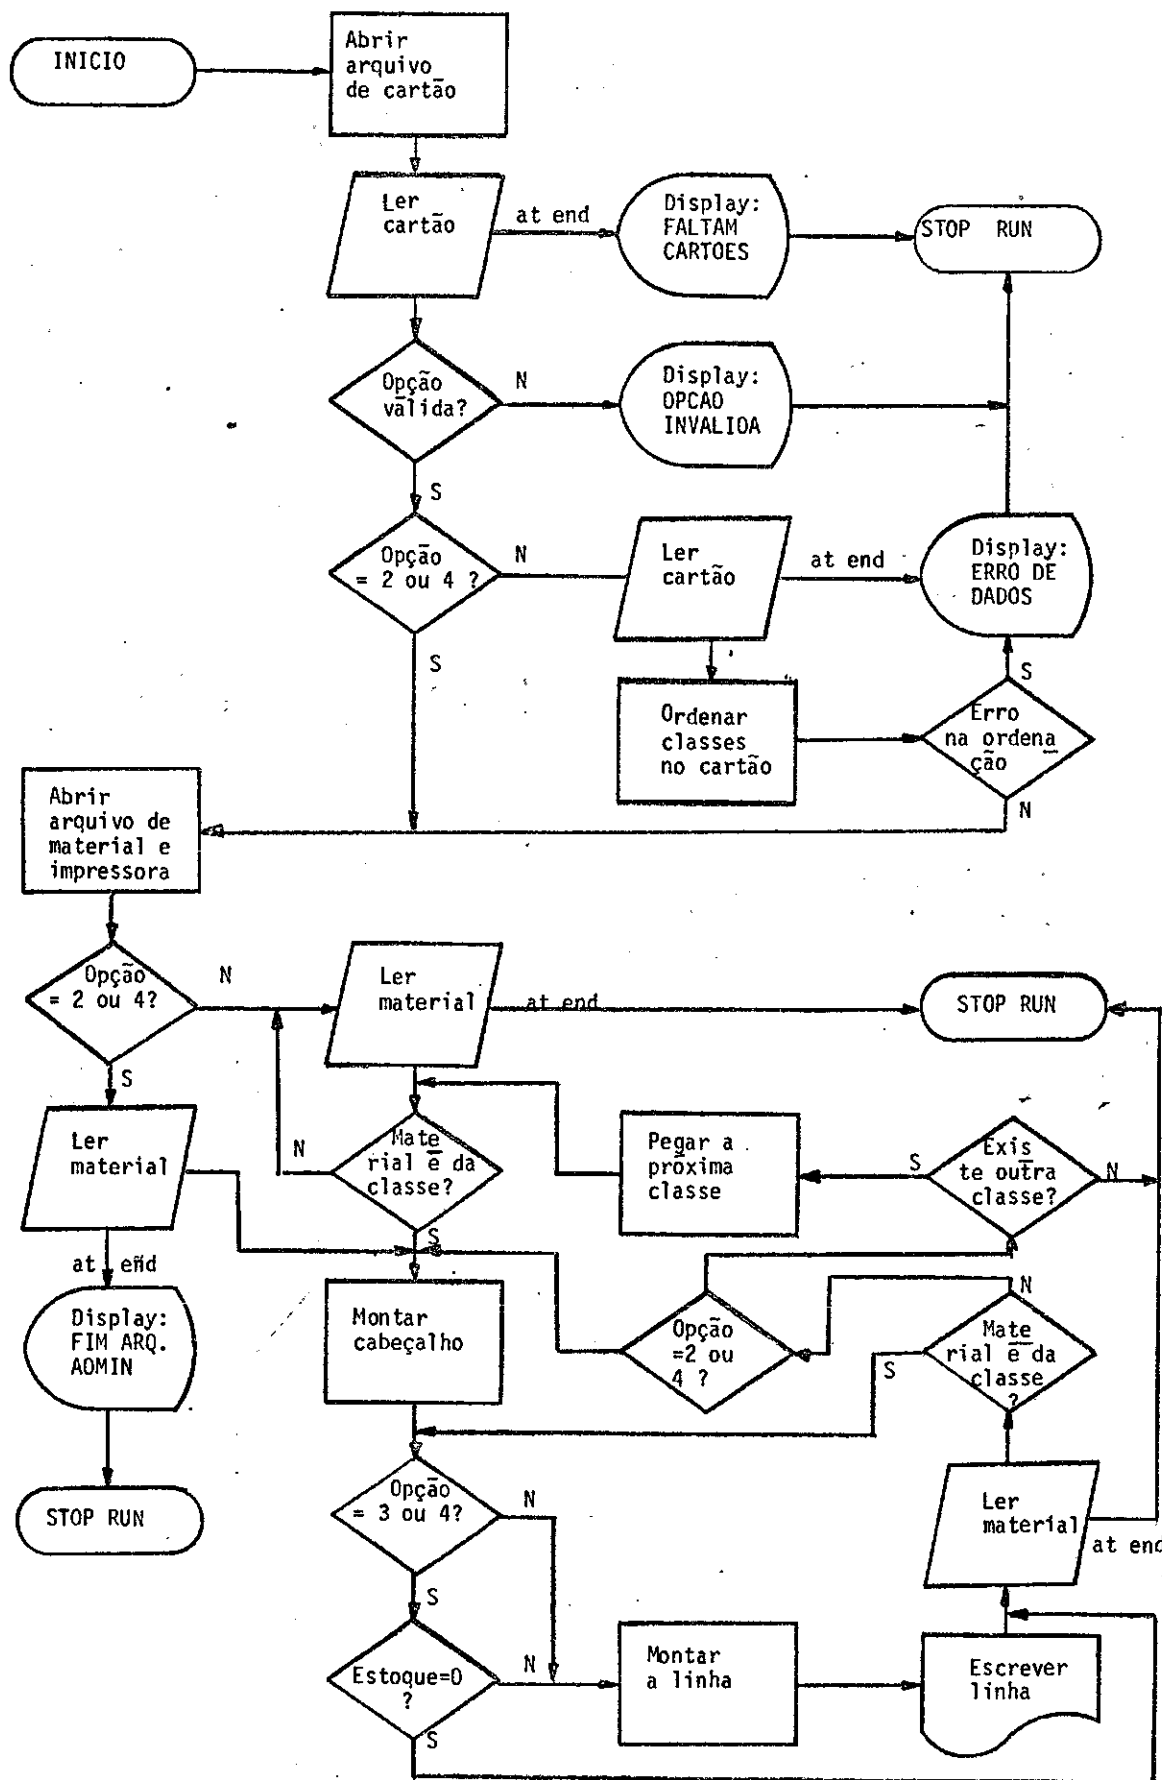 INICIO
Abrir
arquivo
de cartão
Ler
cartão
at end
Display:
FALTAM
CARTOES
STOP RUN
Opção
válida?
N
Display:
OPCAO
INVALIDA
S
Opção
= 2 ou 4 ?
N
Ler
cartão
at end
Display:
ERRO DE
DADOS
S
S
Ordenar
classes
no cartão
Erro
na ordena
ção
N
Abrir
arquivo de
material e
impressora
Opção
= 2 ou 4?
N
Ler
material
at end
STOP RUN
S
Ler
material
N
Mate
rial é da
classe?
S
Pegar a
próxima
classe
S
Exis
te outra
classe?
N
at end
Display:
FIM ARQ.
ADMIN
Montar
cabeçalho
Opção
=2 ou
4 ?
N
Mate
rial é da
classe
?
S
STOP RUN
Opção
= 3 ou 4?
N
Ler
material
at end
S
Estoque=0
?
N
Montar
a linha
Escrever
linha
S